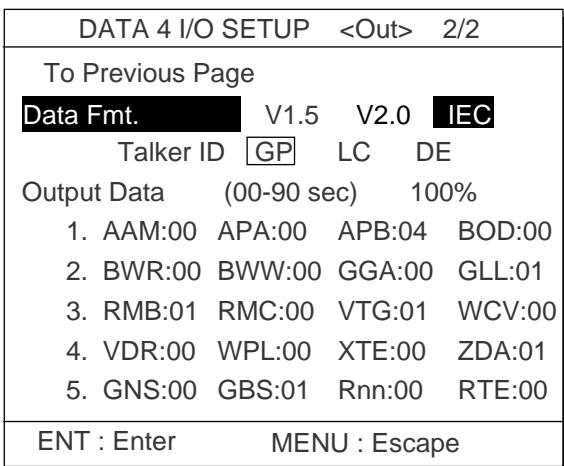 DATA 4 I/O SETUP <Out> 2/2
To Previous Page
Data Fmt. V1.5 V2.0 IEC
Talker ID GP LC DE
Output Data (00-90 sec) 100%
1. AAM:00 APA:00 APB:04 BOD:00
2. BWR:00 BWW:00 GGA:00 GLL:01
3. RMB:01 RMC:00 VTG:01 WCV:00
4. VDR:00 WPL:00 XTE:00 ZDA:01
5. GNS:00 GBS:01 Rnn:00 RTE:00
ENT : Enter MENU : Escape